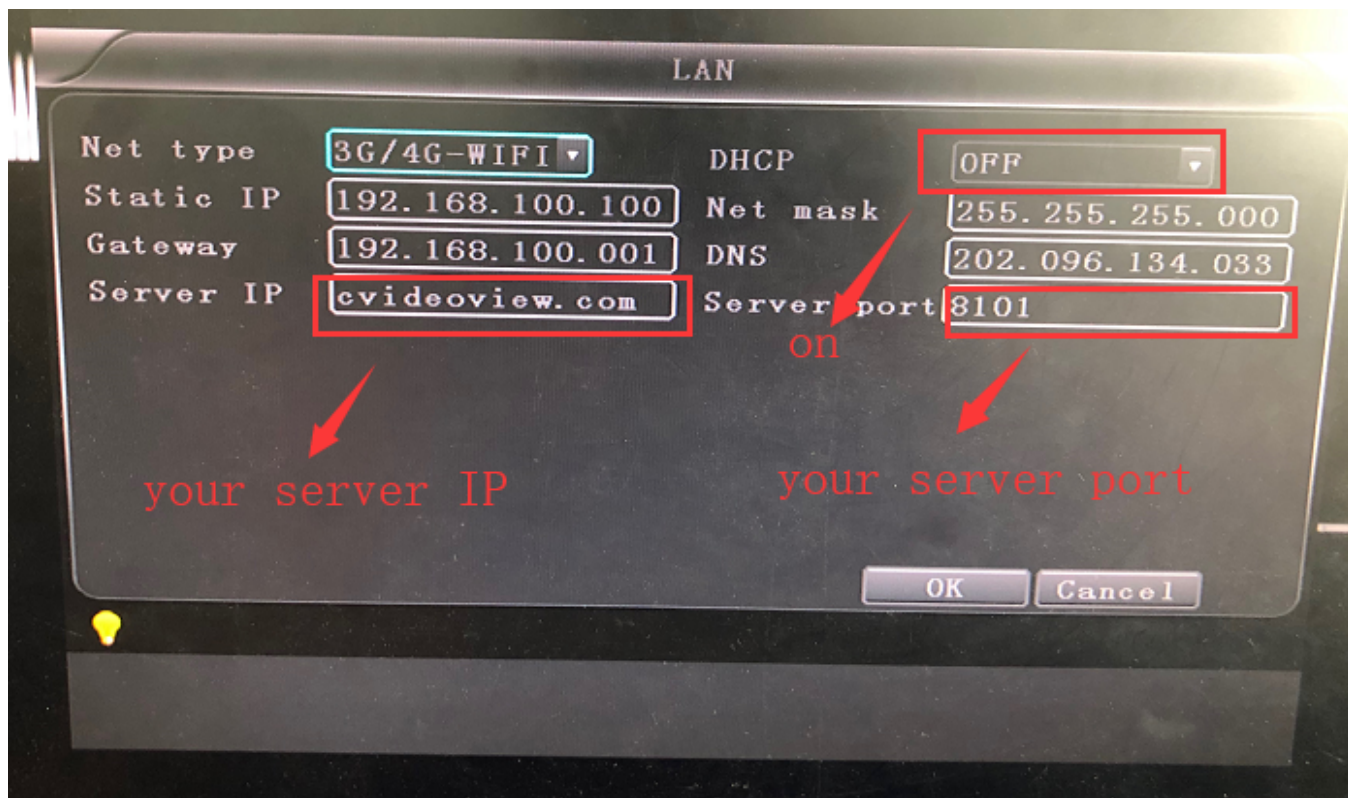 LAN
Net type 3G/4G-WIFI DHCP OFF
Static IP 192.168.100.100 Net mask 255.255.255.000
Gateway 192.168.100.001 DNS 202.096.134.033
Server IP cvideoview.com Server port 8101
on
your server IP your server port
OK Cancel